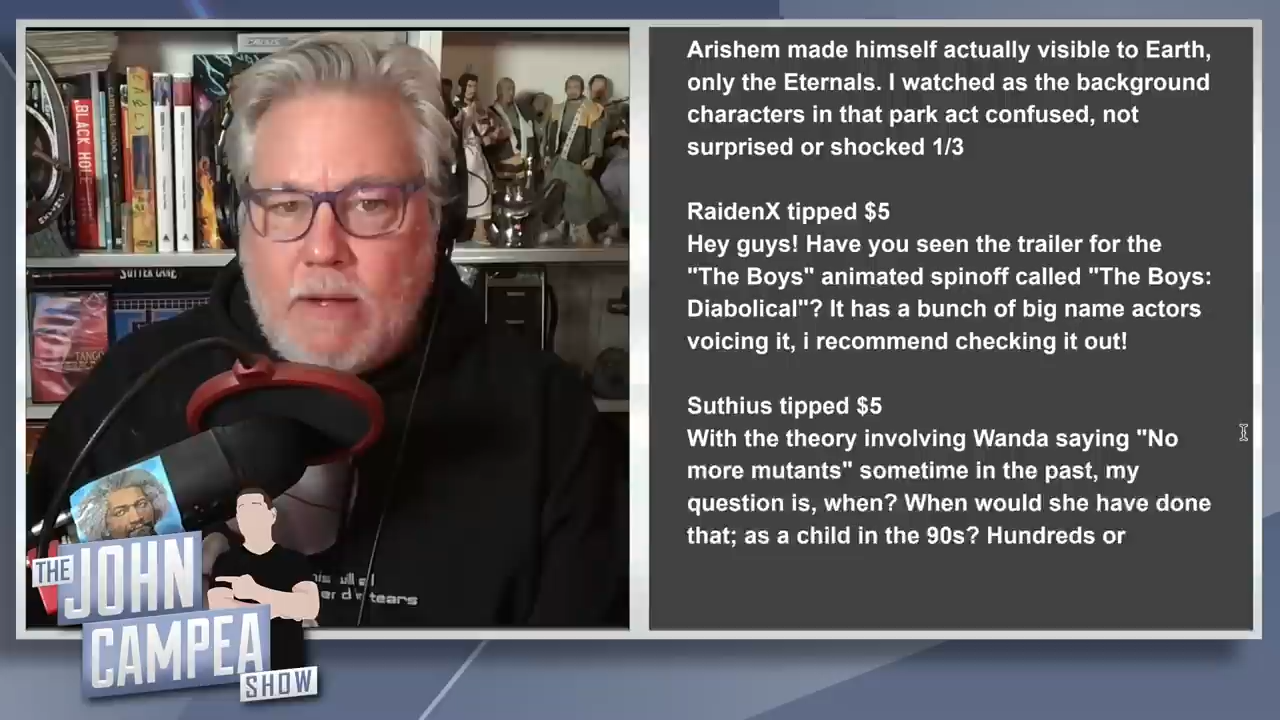 BLACK HOLE
SUTTER CANE
TANGO
Arishem made himself actually visible to Earth,
only the Eternals. I watched as the background
characters in that park act confused, not
surprised or shocked 1/3
RaidenX tipped $5
Hey guys! Have you seen the trailer for the
"The Boys" animated spinoff called "The Boys:
Diabolical"? It has a bunch of big name actors
voicing it, i recommend checking it out!
Suthius tipped $5
With the theory involving Wanda saying "No
more mutants" sometime in the past, my
question is, when? When would she have done
that; as a child in the 90s? Hundreds or
tears
THE
JOHN
CAMPEA
SHOW